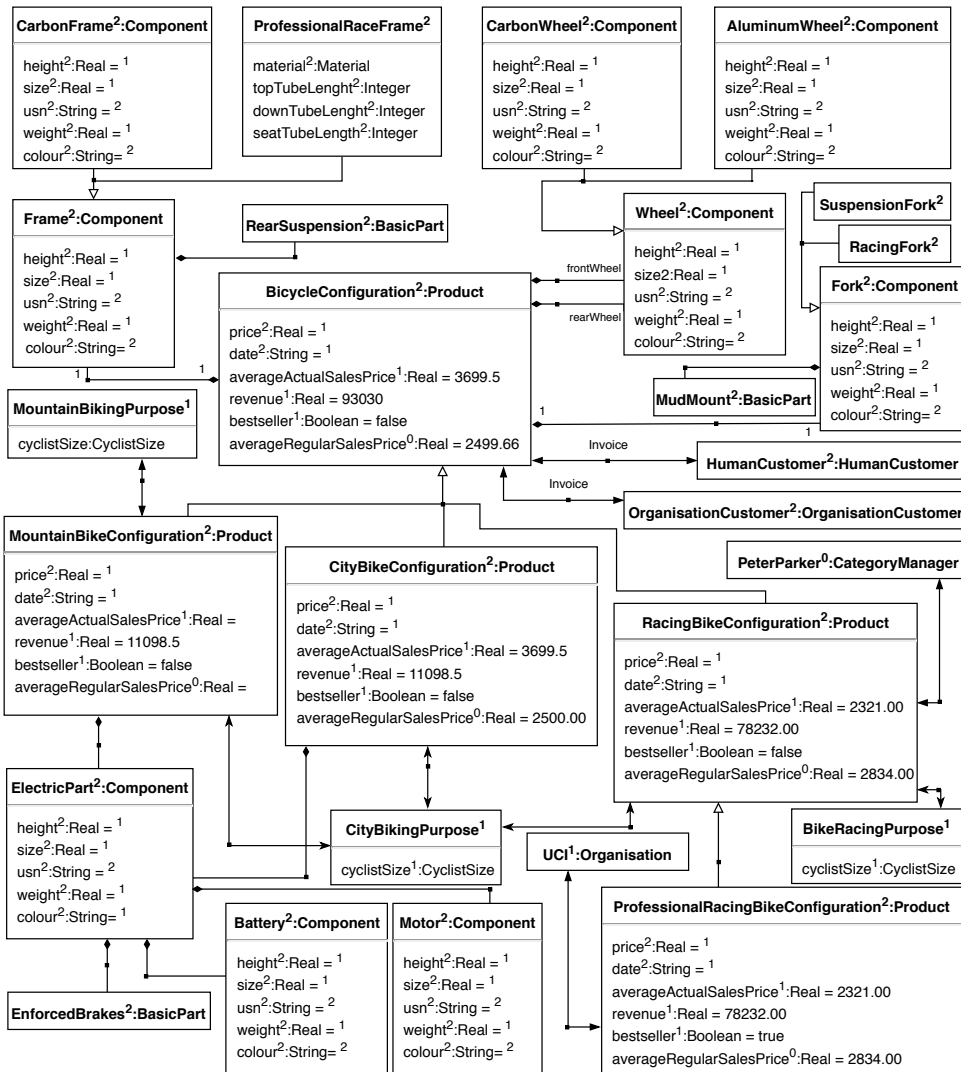 CarbonFrame²:Component
height²:Real = ¹
size²:Real = ¹
usn²:String = ²
weight²:Real = ¹
colour²:String= ²
ProfessionalRaceFrame²
material²:Material
topTubeLenght²:Integer
downTubeLenght²:Integer
seatTubeLength²:Integer
CarbonWheel²:Component
height²:Real = ¹
size²:Real = ¹
usn²:String = ²
weight²:Real = ¹
colour²:String= ²
AluminumWheel²:Component
height²:Real = ¹
size²:Real = ¹
usn²:String = ²
weight²:Real = ¹
colour²:String= ²
Frame²:Component
height²:Real = ¹
size²:Real = ¹
usn²:String = ²
weight²:Real = ¹
colour²:String= ²
RearSuspension²:BasicPart
Wheel²:Component
height²:Real = ¹
size2:Real = ¹
usn²:String = ²
weight²:Real = ¹
colour²:String= ²
SuspensionFork²
RacingFork²
Fork²:Component
height²:Real = ¹
size²:Real = ¹
usn²:String = ²
weight²:Real = ¹
colour²:String= ²
frontWheel
rearWheel
BicycleConfiguration²:Product
price²:Real = ¹
date²:String = ¹
averageActualSalesPrice¹:Real = 3699.5
revenue¹:Real = 93030
bestseller¹:Boolean = false
averageRegularSalesPrice⁰:Real = 2499.66
1
1
1
1
MudMount²:BasicPart
MountainBikingPurpose¹
cyclistSize:CyclistSize
Invoice
HumanCustomer²:HumanCustomer
Invoice
OrganisationCustomer²:OrganisationCustomer
MountainBikeConfiguration²:Product
price²:Real = ¹
date²:String = ¹
averageActualSalesPrice¹:Real =
revenue¹:Real = 11098.5
bestseller¹:Boolean = false
averageRegularSalesPrice⁰:Real =
CityBikeConfiguration²:Product
price²:Real = ¹
date²:String = ¹
averageActualSalesPrice¹:Real = 3699.5
revenue¹:Real = 11098.5
bestseller¹:Boolean = false
averageRegularSalesPrice⁰:Real = 2500.00
PeterParker⁰:CategoryManager
RacingBikeConfiguration²:Product
price²:Real = ¹
date²:String = ¹
averageActualSalesPrice¹:Real = 2321.00
revenue¹:Real = 78232.00
bestseller¹:Boolean = false
averageRegularSalesPrice⁰:Real = 2834.00
ElectricPart²:Component
height²:Real = ¹
size²:Real = ¹
usn²:String = ²
weight²:Real = ¹
colour²:String= ¹
CityBikingPurpose¹
cyclistSize¹:CyclistSize
UCI¹:Organisation
BikeRacingPurpose¹
cyclistSize¹:CyclistSize
Battery²:Component
height²:Real = ¹
size²:Real = ¹
usn²:String = ²
weight²:Real = ¹
colour²:String= ²
Motor²:Component
height²:Real = ¹
size²:Real = ¹
usn²:String = ²
weight²:Real = ¹
colour²:String= ²
ProfessionalRacingBikeConfiguration²:Product
price²:Real = ¹
date²:String = ¹
averageActualSalesPrice¹:Real = 2321.00
revenue¹:Real = 78232.00
bestseller¹:Boolean = true
averageRegularSalesPrice⁰:Real = 2834.00
EnforcedBrakes²:BasicPart